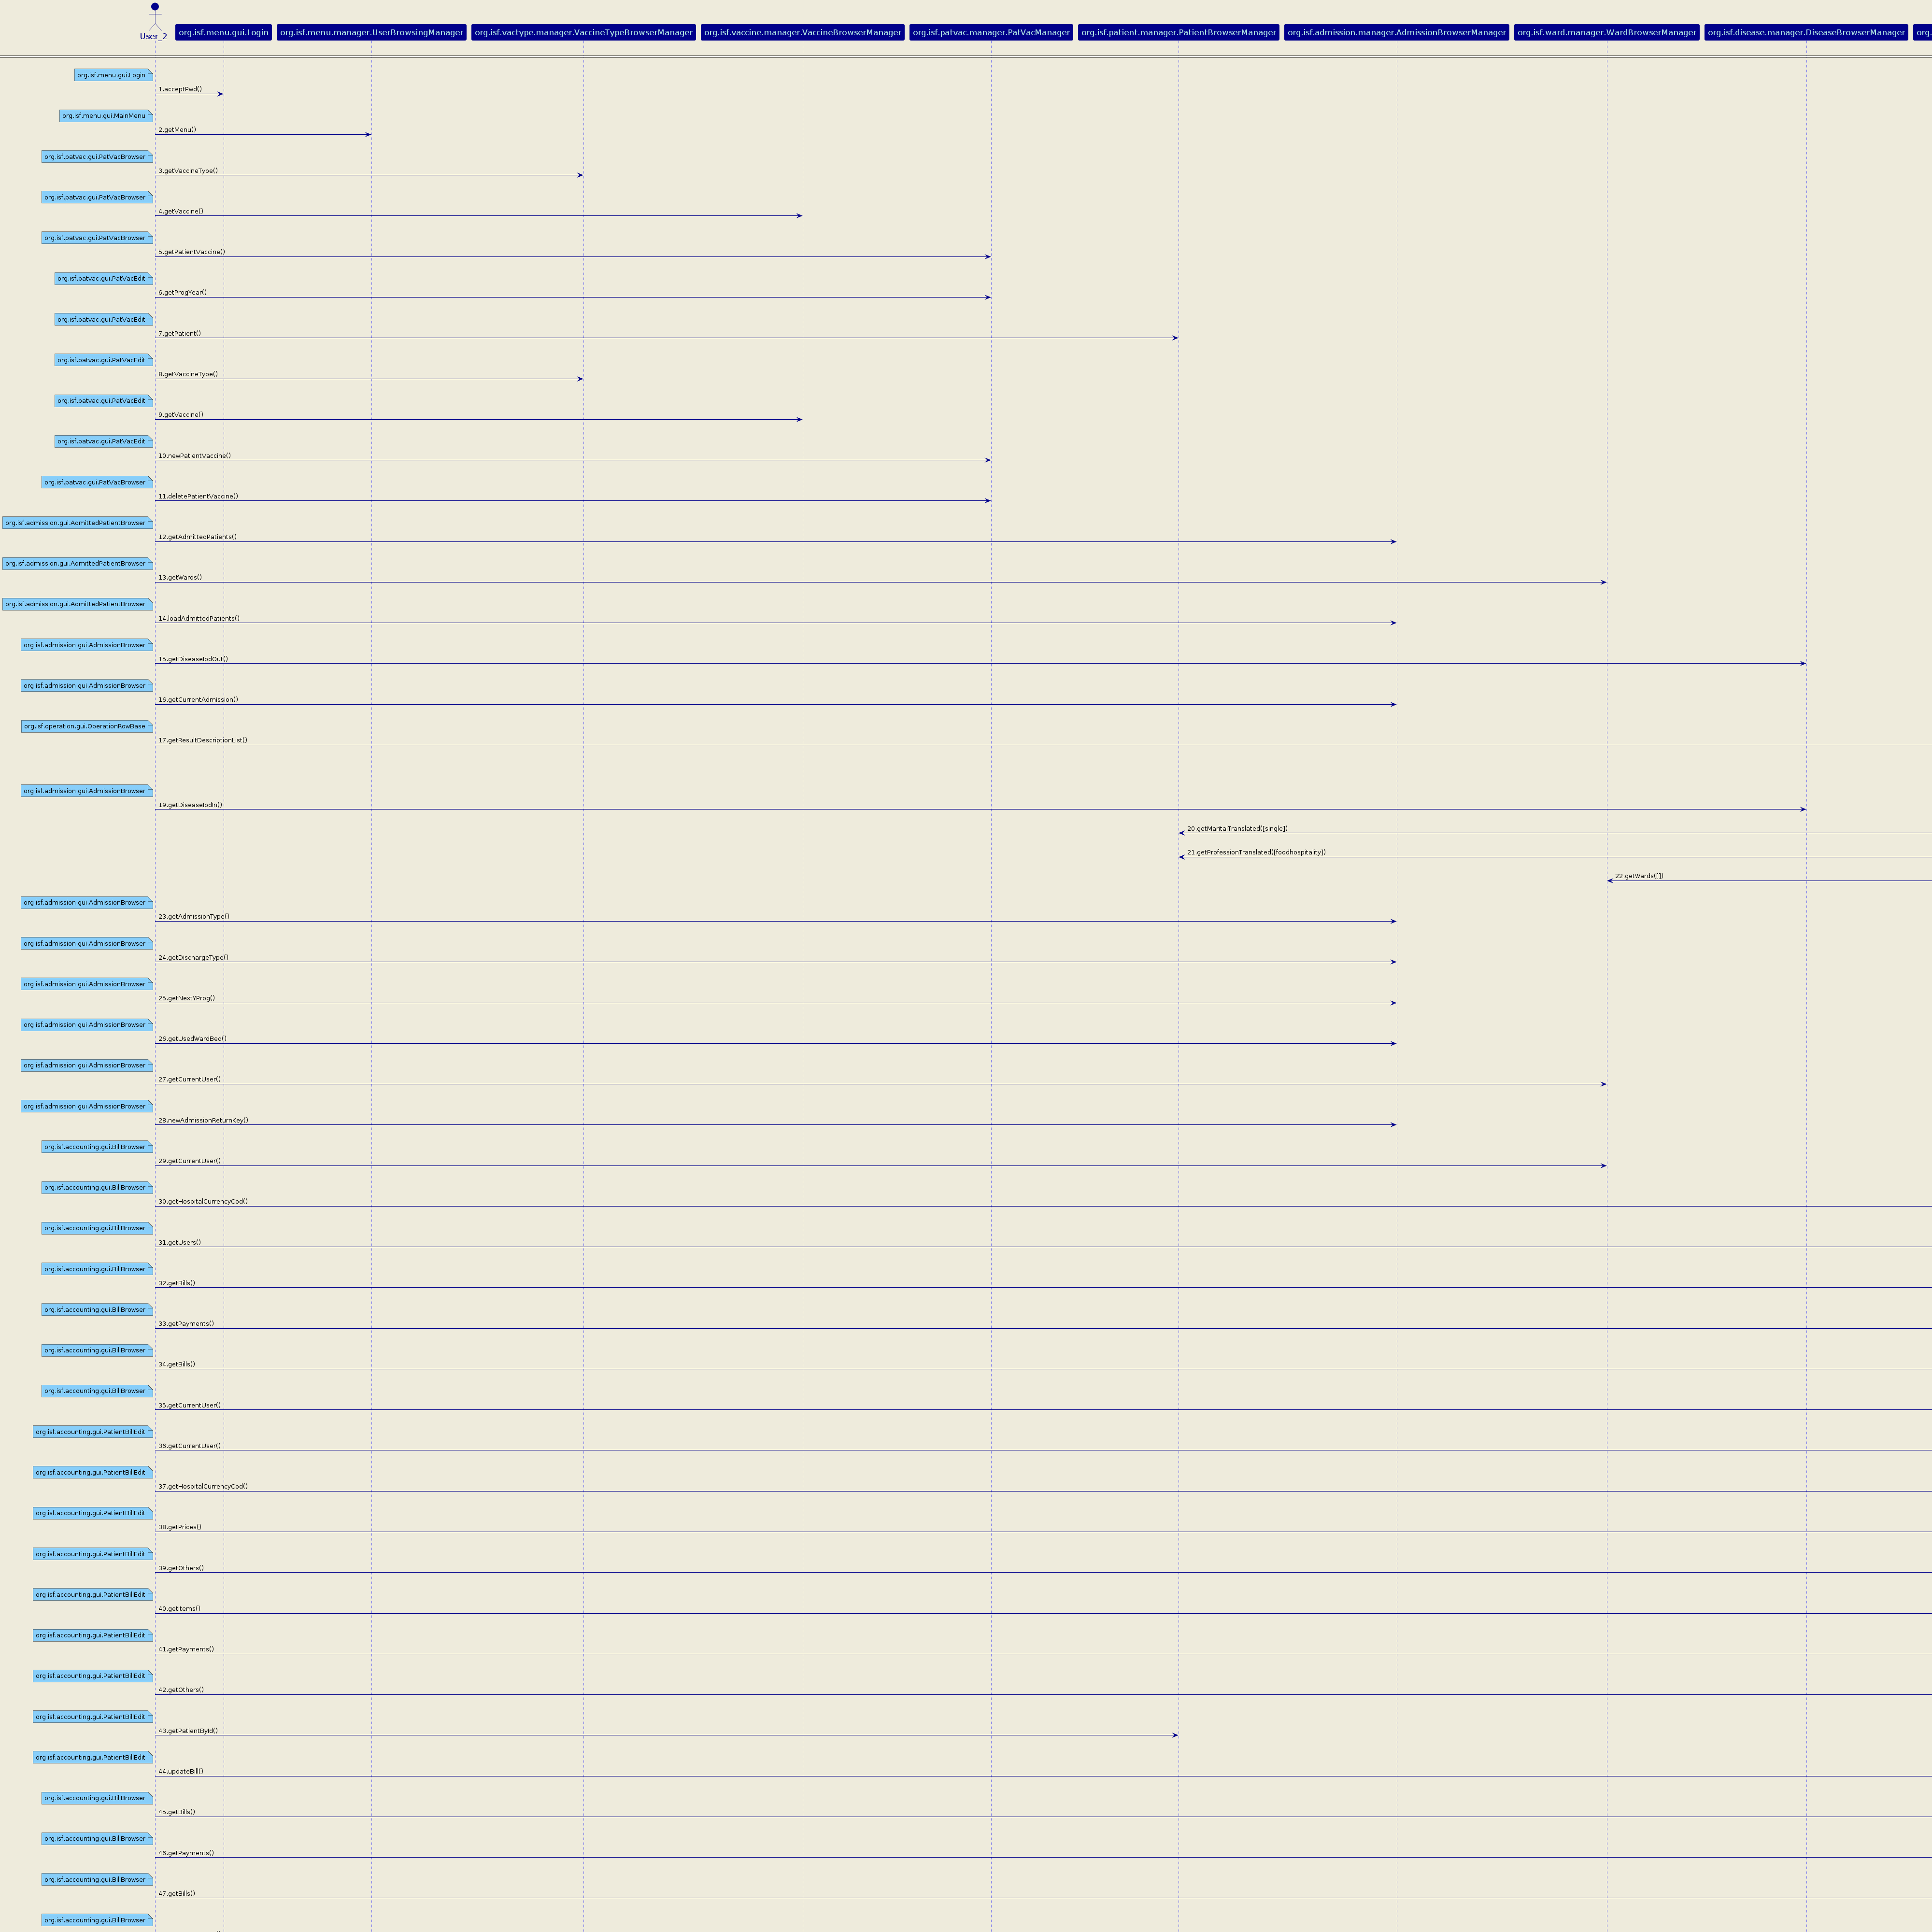 User_2
org.isf.menu.gui.Login
org.isf.menu.manager.UserBrowsingManager
org.isf.vactype.manager.VaccineTypeBrowserManager
org.isf.vaccine.manager.VaccineBrowserManager
org.isf.patvac.manager.PatVacManager
org.isf.patient.manager.PatientBrowserManager
org.isf.admission.manager.AdmissionBrowserManager
org.isf.ward.manager.WardBrowserManager
org.isf.disease.manager.DiseaseBrowserManager
org.isf.menu.gui.Login
1.acceptPwd()
org.isf.menu.gui.MainMenu
2.getMenu()
org.isf.patvac.gui.PatVacBrowser
3.getVaccineType()
org.isf.patvac.gui.PatVacBrowser
4.getVaccine()
org.isf.patvac.gui.PatVacBrowser
5.getPatientVaccine()
org.isf.patvac.gui.PatVacEdit
6.getProgYear()
org.isf.patvac.gui.PatVacEdit
7.getPatient()
org.isf.patvac.gui.PatVacEdit
8.getVaccineType()
org.isf.patvac.gui.PatVacEdit
9.getVaccine()
org.isf.patvac.gui.PatVacEdit
10.newPatientVaccine()
org.isf.patvac.gui.PatVacBrowser
11.deletePatientVaccine()
org.isf.admission.gui.AdmittedPatientBrowser
12.getAdmittedPatients()
org.isf.admission.gui.AdmittedPatientBrowser
13.getWards()
org.isf.admission.gui.AdmittedPatientBrowser
14.loadAdmittedPatients()
org.isf.admission.gui.AdmissionBrowser
15.getDiseaseIpdOut()
org.isf.admission.gui.AdmissionBrowser
16.getCurrentAdmission()
org.isf.operation.gui.OperationRowBase
17.getResultDescriptionList()
org.isf.admission.gui.AdmissionBrowser
19.getDiseaseIpdIn()
20.getMaritalTranslated([single])
21.getProfessionTranslated([foodhospitality])
22.getWards([])
org.isf.admission.gui.AdmissionBrowser
23.getAdmissionType()
org.isf.admission.gui.AdmissionBrowser
24.getDischargeType()
org.isf.admission.gui.AdmissionBrowser
25.getNextYProg()
org.isf.admission.gui.AdmissionBrowser
26.getUsedWardBed()
org.isf.admission.gui.AdmissionBrowser
27.getCurrentUser()
org.isf.admission.gui.AdmissionBrowser
28.newAdmissionReturnKey()
org.isf.accounting.gui.BillBrowser
29.getCurrentUser()
org.isf.accounting.gui.BillBrowser
30.getHospitalCurrencyCod()
org.isf.accounting.gui.BillBrowser
31.getUsers()
org.isf.accounting.gui.BillBrowser
32.getBills()
org.isf.accounting.gui.BillBrowser
33.getPayments()
org.isf.accounting.gui.BillBrowser
34.getBills()
org.isf.accounting.gui.BillBrowser
35.getCurrentUser()
org.isf.accounting.gui.PatientBillEdit
36.getCurrentUser()
org.isf.accounting.gui.PatientBillEdit
37.getHospitalCurrencyCod()
org.isf.accounting.gui.PatientBillEdit
38.getPrices()
org.isf.accounting.gui.PatientBillEdit
39.getOthers()
org.isf.accounting.gui.PatientBillEdit
40.getItems()
org.isf.accounting.gui.PatientBillEdit
41.getPayments()
org.isf.accounting.gui.PatientBillEdit
42.getOthers()
org.isf.accounting.gui.PatientBillEdit
43.getPatientById()
org.isf.accounting.gui.PatientBillEdit
44.updateBill()
org.isf.accounting.gui.BillBrowser
45.getBills()
org.isf.accounting.gui.BillBrowser
46.getPayments()
org.isf.accounting.gui.BillBrowser
47.getBills()
org.isf.accounting.gui.BillBrowser